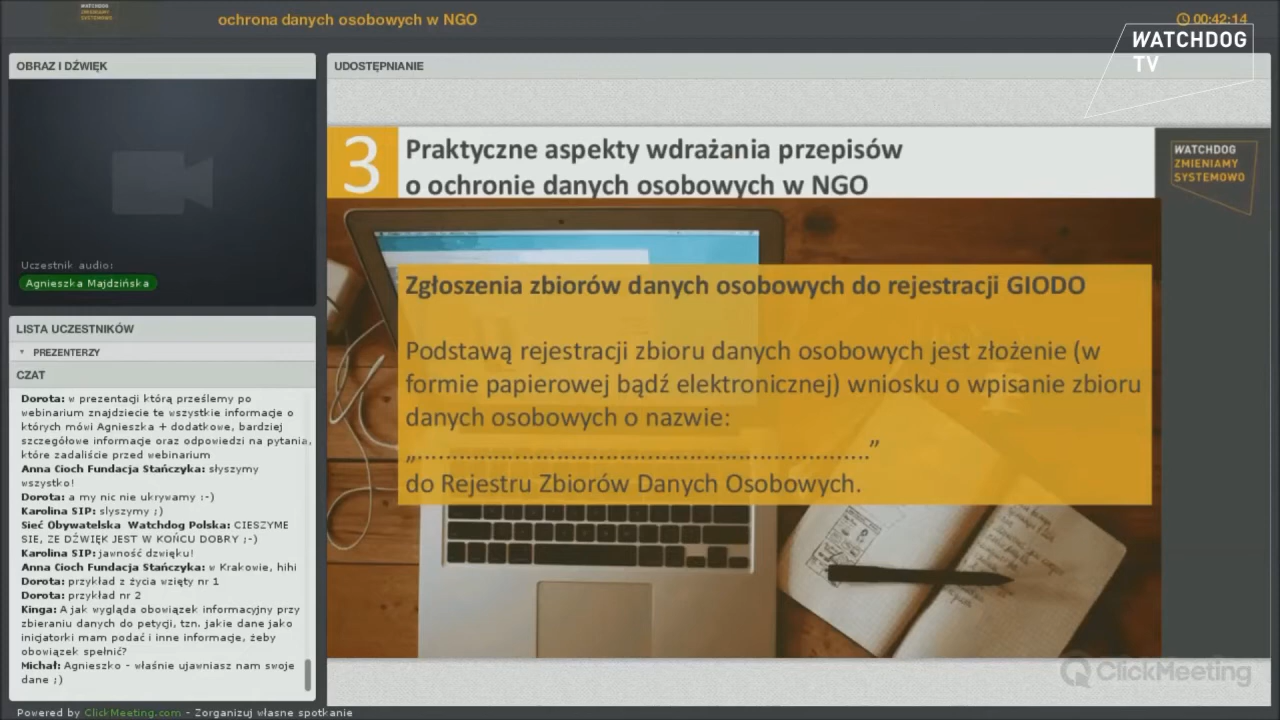 WATCHDOG
ZMIENIAMY
SYSTEMOWO
ochrona danych osobowych w NGO
00:42:14
WATCHDOG
TV
OBRAZ I DŹWIĘK
Uczestnik audio:
Agnieszka Majdzińska
LISTA UCZESTNIKÓW
PREZENTERZY
CZAT
Dorota: w prezentacji którą prześlemy po
webinarium znajdziecie te wszystkie informacje o
których mówi Agnieszka + dodatkowe, bardziej
szczegółowe informacje oraz odpowiedzi na pytania,
które zadaliście przed webinarium
Anna Cioch Fundacja Stańczyka: słyszymy
wszystko!
Dorota: a my nic nie ukrywamy :-)
Karolina SIP: slyszymy ;)
Sieć Obywatelska Watchdog Polska: CIESZYMY
SIE, ZE DŹWIĘK JEST W KOŃCU DOBRY ;-)
Karolina SIP: jawność dzwięku!
Anna Cioch Fundacja Stańczyka: w Krakowie, hihi
Dorota: przykład z życia wzięty nr 1
Dorota: przykład nr 2
Kinga: A jak wygląda obowiązek informacyjny przy
zbieraniu danych do petycji, tzn. jakie dane jako
inicjatorki mam podać i inne informacje, żeby
obowiązek spełnić?
Michał: Agnieszko - właśnie ujawniasz nam swoje
dane ;)
UDOSTĘPNIANIE
3
Praktyczne aspekty wdrażania przepisów
o ochronie danych osobowych w NGO
WATCHDOG
ZMIENIAMY
SYSTEMOWO
Zgłoszenia zbiorów danych osobowych do rejestracji GIODO
Podstawą rejestracji zbioru danych osobowych jest złożenie (w
formie papierowej bądź elektronicznej) wniosku o wpisanie zbioru
danych osobowych o nazwie:
„..................................................................”
do Rejestru Zbiorów Danych Osobowych.
ClickMeeting
Powered by ClickMeeting.com - Zorganizuj własne spotkanie